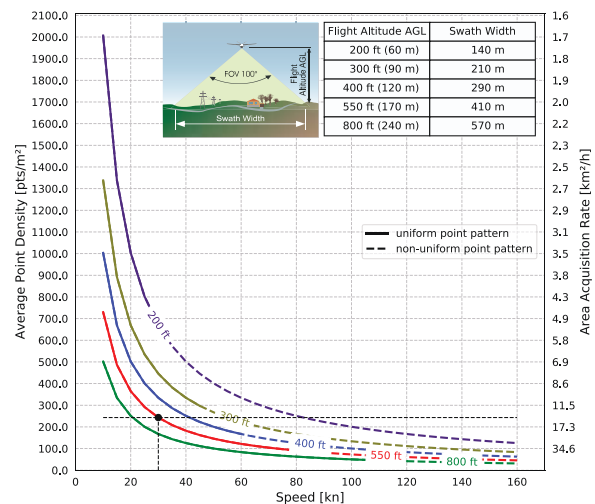 Average Point Density [pts/m²]
2100.0
2000.0
1900.0
1800.0
1700.0
1600.0
1500.0
1400.0
1300.0
1200.0
1100.0
1000.0
900.0
800.0
700.0
600.0
500.0
400.0
300.0
200.0
100.0
0.0
FOV 100°
Flight
Altitude
AGL
Swath Width
Flight Altitude AGL Swath Width
200 ft (60 m) 140 m
300 ft (90 m) 210 m
400 ft (120 m) 290 m
550 ft (170 m) 410 m
800 ft (240 m) 570 m
uniform point pattern
non-uniform point pattern
200 ft
300 ft
400 ft
550 ft
800 ft
1.6
1.7
1.7
1.8
1.9
2.0
2.2
2.3
2.5
2.7
2.9
3.1
3.5
3.8
4.3
4.9
5.8
6.9
8.6
11.5
17.3
34.6
Area Acquisition Rate [km²/h]
0 20 40 60 80 100 120 140 160
Speed [kn]